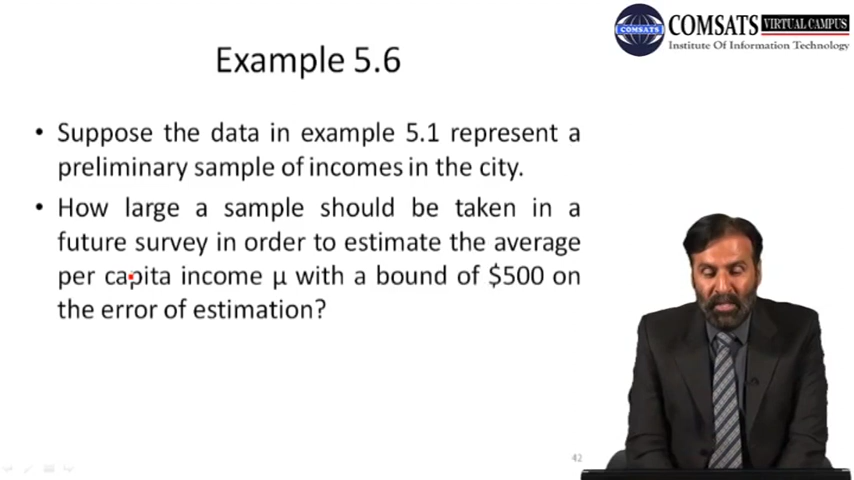 COMSATS VIRTUAL CAMPUS
Institute Of Information Technology
COMSATS
Example 5.6
• Suppose the data in example 5.1 represent a
preliminary sample of incomes in the city.
• How large a sample should be taken in a
future survey in order to estimate the average
per capita income μ with a bound of $500 on
the error of estimation?
42